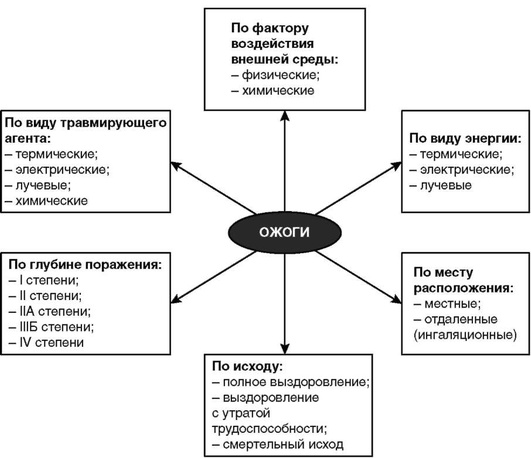 По фактору
воздействия
внешней среды:
– физические;
– химические
По виду травмирующего
агента:
– термические;
– электрические;
– лучевые;
– химические
По виду энергии:
– термические;
– электрические;
– лучевые
ОЖОГИ
По глубине поражения:
– I степени;
– II степени;
– IIА степени;
– IIIБ степени;
– IV степени
По месту
расположения:
– местные;
– отдаленные
(ингаляционные)
По исходу:
– полное выздоровление;
– выздоровление
с утратой
трудоспособности;
– смертельный исход